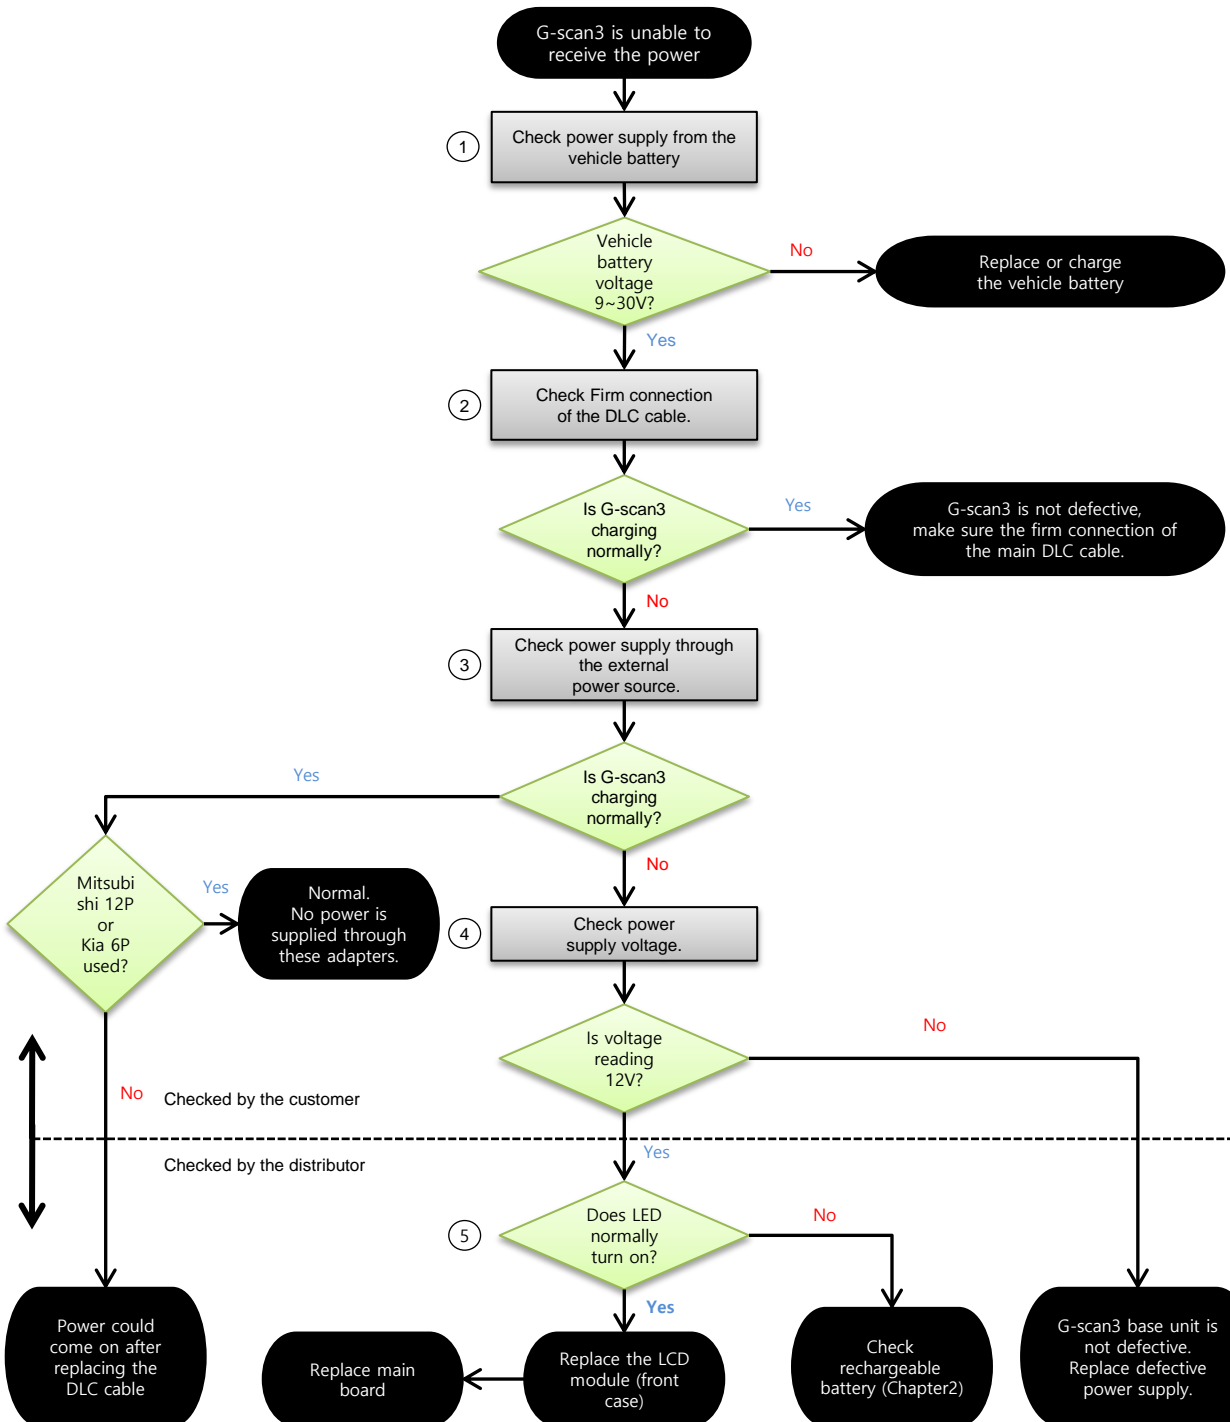 G-scan3 is unable to
receive the power
1
Check power supply from the
vehicle battery
Vehicle
battery
voltage
9~30V?
No
Replace or charge
the vehicle battery
Yes
2
Check Firm connection
of the DLC cable.
Is G-scan3
charging
normally?
Yes
G-scan3 is not defective,
make sure the firm connection of
the main DLC cable.
No
3
Check power supply through
the external
power source.
Is G-scan3
charging
normally?
Yes
No
Mitsubi
shi 12P
or
Kia 6P
used?
Yes
Normal.
No power is
supplied through
these adapters.
4
Check power
supply voltage.
Is voltage
reading
12V?
No
No
Checked by the customer
Checked by the distributor
Yes
5
Does LED
normally
turn on?
No
Yes
Power could
come on after
replacing the
DLC cable
Replace main
board
Replace the LCD
module (front
case)
Check
rechargeable
battery (Chapter2)
G-scan3 base unit is
not defective.
Replace defective
power supply.